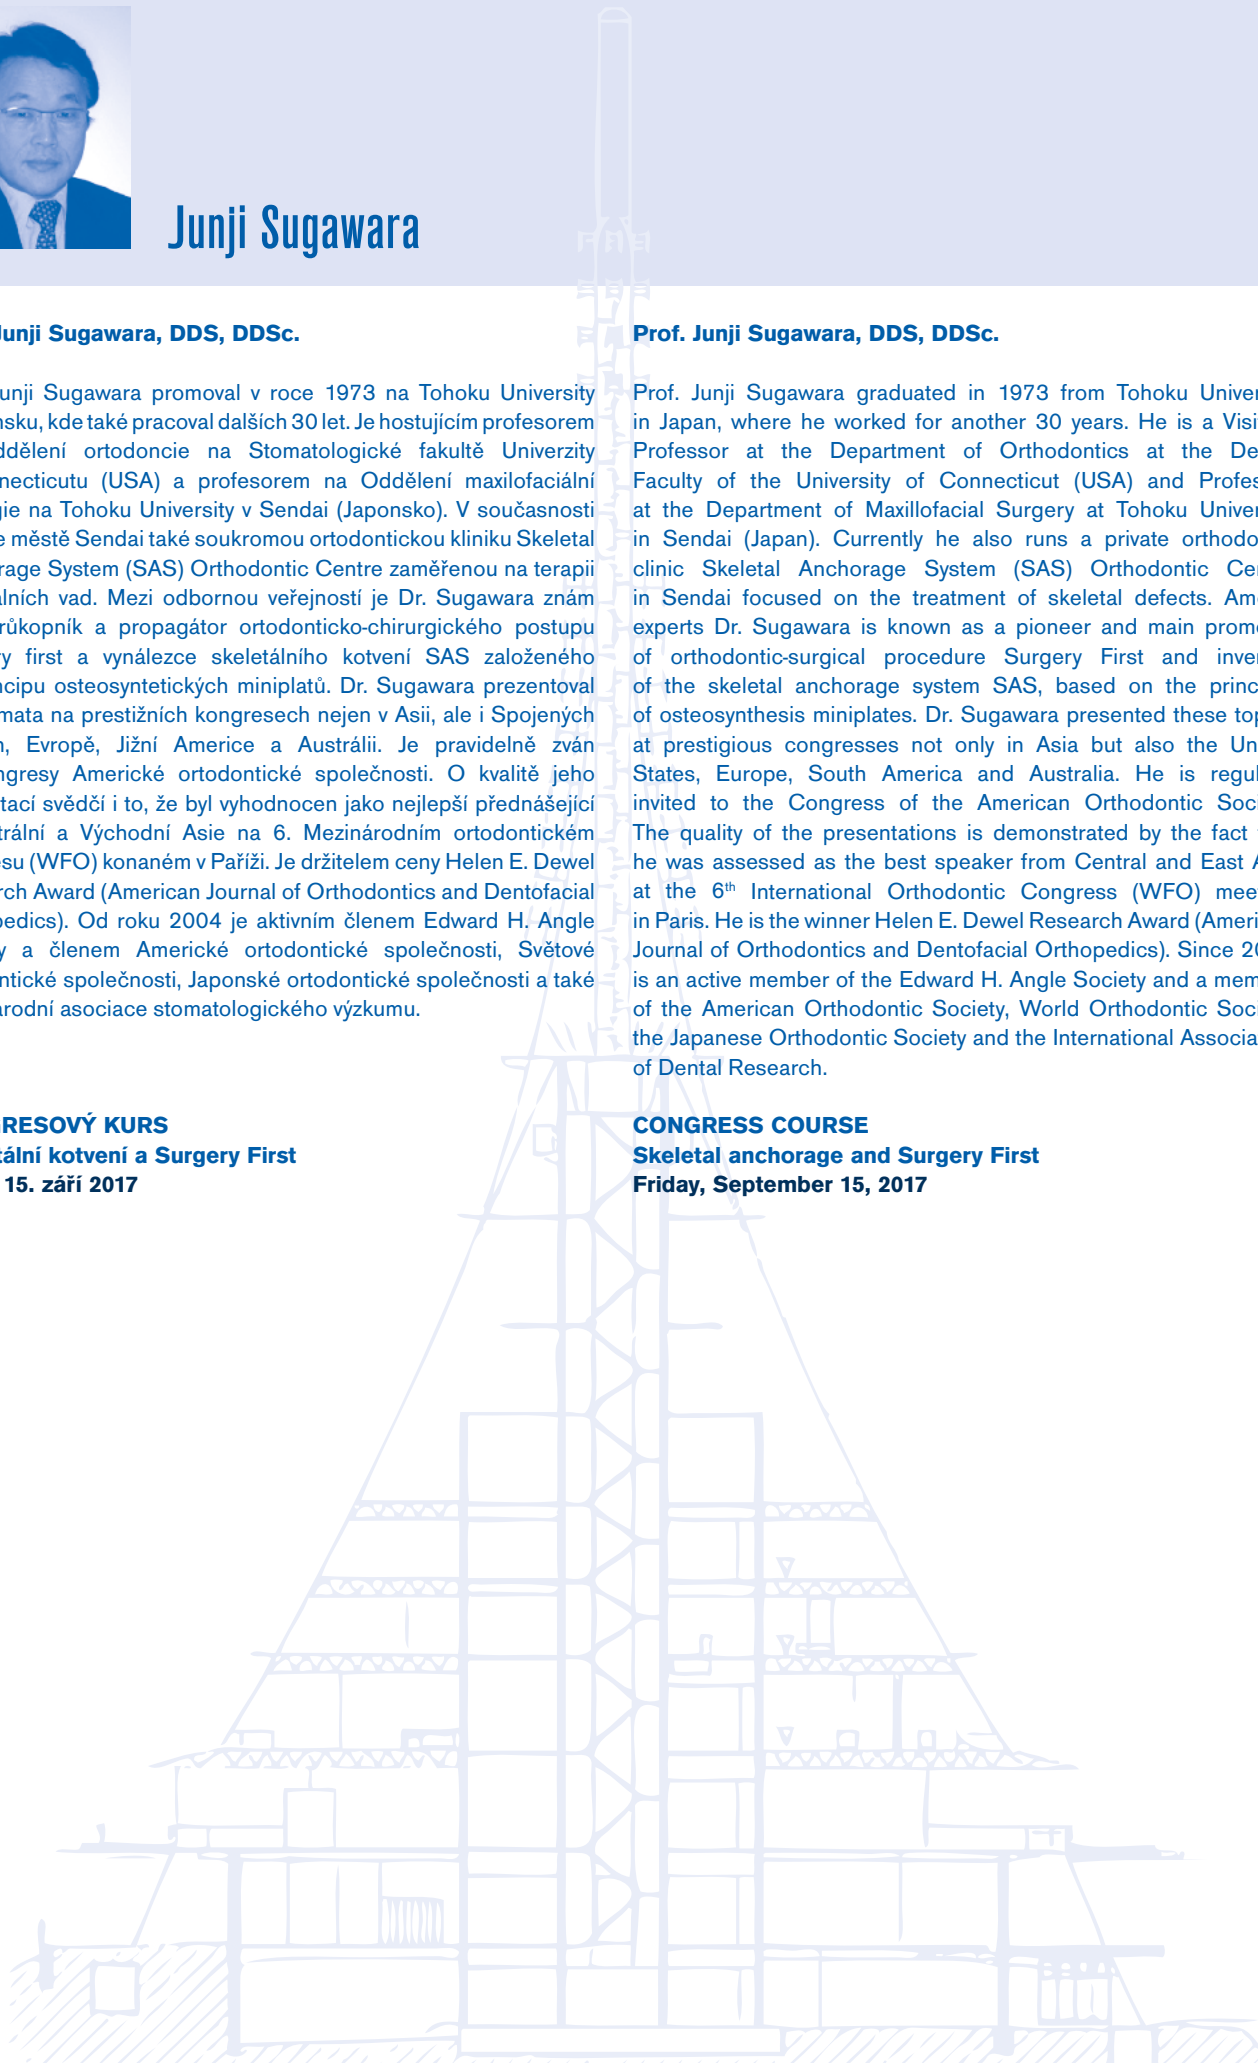 Junji Sugawara
Junji Sugawara, DDS, DDSc.
unji Sugawara promoval v roce 1973 na Tohoku University
nsku, kde také pracoval dalších 30 let. Je hostujícím profesorem
ddělení ortodoncie na Stomatologické fakultě Univerzity
necticutu (USA) a profesorem na Oddělení maxilofaciální
gie na Tohoku University v Sendai (Japonsko). V současnosti
e městě Sendai také soukromou ortodontickou kliniku Skeletal
rage System (SAS) Orthodontic Centre zaměřenou na terapii
álních vad. Mezi odbornou veřejností je Dr. Sugawara znám
růkopník a propagátor ortodonticko-chirurgického postupu
ry first a vynálezce skeletálního kotvení SAS založeného
ncipu osteosyntetických miniplatů. Dr. Sugawara prezentoval
mata na prestižních kongresech nejen v Asii, ale i Spojených
h, Evropě, Jižní Americe a Austrálii. Je pravidelně zván
ngresy Americké ortodontické společnosti. O kvalitě jeho
tací svědčí i to, že byl vyhodnocen jako nejlepší přednášející
trální a Východní Asie na 6. Mezinárodním ortodontickém
esu (WFO) konaném v Paříži. Je držitelem ceny Helen E. Dewel
rch Award (American Journal of Orthodontics and Dentofacial
pedics). Od roku 2004 je aktivním členem Edward H. Angle
y a členem Americké ortodontické společnosti, Světové
ntické společnosti, Japonské ortodontické společnosti a také
árodní asociace stomatologického výzkumu.
GRESOVÝ KURS
tální kotvení a Surgery First
15. září 2017
Prof. Junji Sugawara, DDS, DDSc.
Prof. Junji Sugawara graduated in 1973 from Tohoku Univer
in Japan, where he worked for another 30 years. He is a Visi
Professor at the Department of Orthodontics at the De
Faculty of the University of Connecticut (USA) and Profes
at the Department of Maxillofacial Surgery at Tohoku Univer
in Sendai (Japan). Currently he also runs a private orthodo
clinic Skeletal Anchorage System (SAS) Orthodontic Cen
in Sendai focused on the treatment of skeletal defects. Am
experts Dr. Sugawara is known as a pioneer and main promo
of orthodontic-surgical procedure Surgery First and inven
of the skeletal anchorage system SAS, based on the princ
of osteosynthesis miniplates. Dr. Sugawara presented these top
at prestigious congresses not only in Asia but also the Un
States, Europe, South America and Australia. He is regul
invited to the Congress of the American Orthodontic Soci
The quality of the presentations is demonstrated by the fact
he was assessed as the best speaker from Central and East A
at the 6th International Orthodontic Congress (WFO) meet
in Paris. He is the winner Helen E. Dewel Research Award (Ameri
Journal of Orthodontics and Dentofacial Orthopedics). Since 20
is an active member of the Edward H. Angle Society and a mem
of the American Orthodontic Society, World Orthodontic Soci
the Japanese Orthodontic Society and the International Associa
of Dental Research.
CONGRESS COURSE
Skeletal anchorage and Surgery First
Friday, September 15, 2017